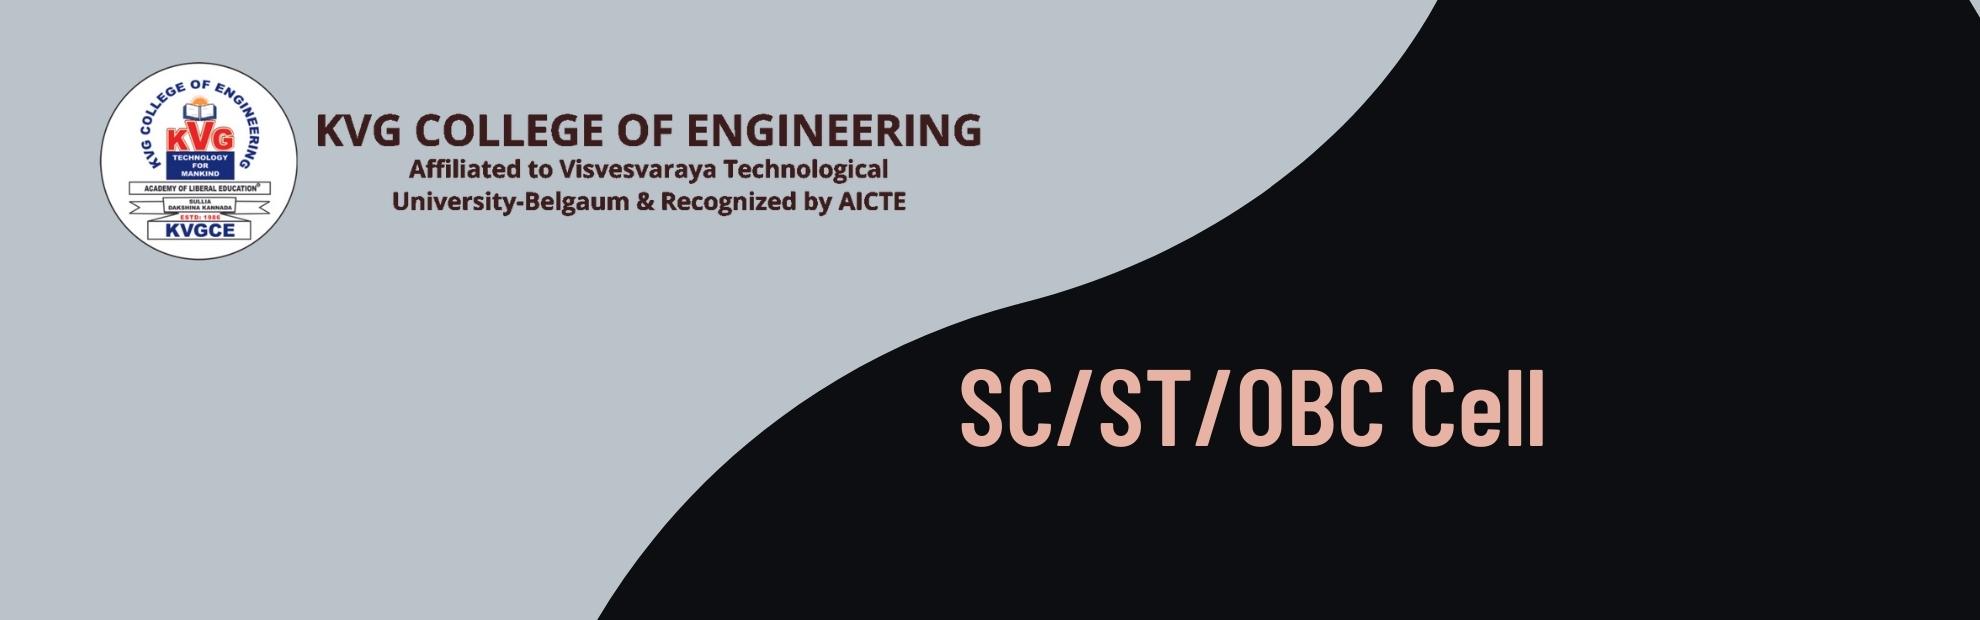 KVG COLLEGE OF ENGINEERING
KVG
TECHNOLOGY
FOR
MANKIND
ACADEMY OF LIBERAL EDUCATION®
SULLIA
DAKSHINA KANNADA
ESTD: 1986
KVGCE
KVG COLLEGE OF ENGINEERING
Affiliated to Visvesvaraya Technological
University-Belgaum & Recognized by AICTE
SC/ST/OBC Cell